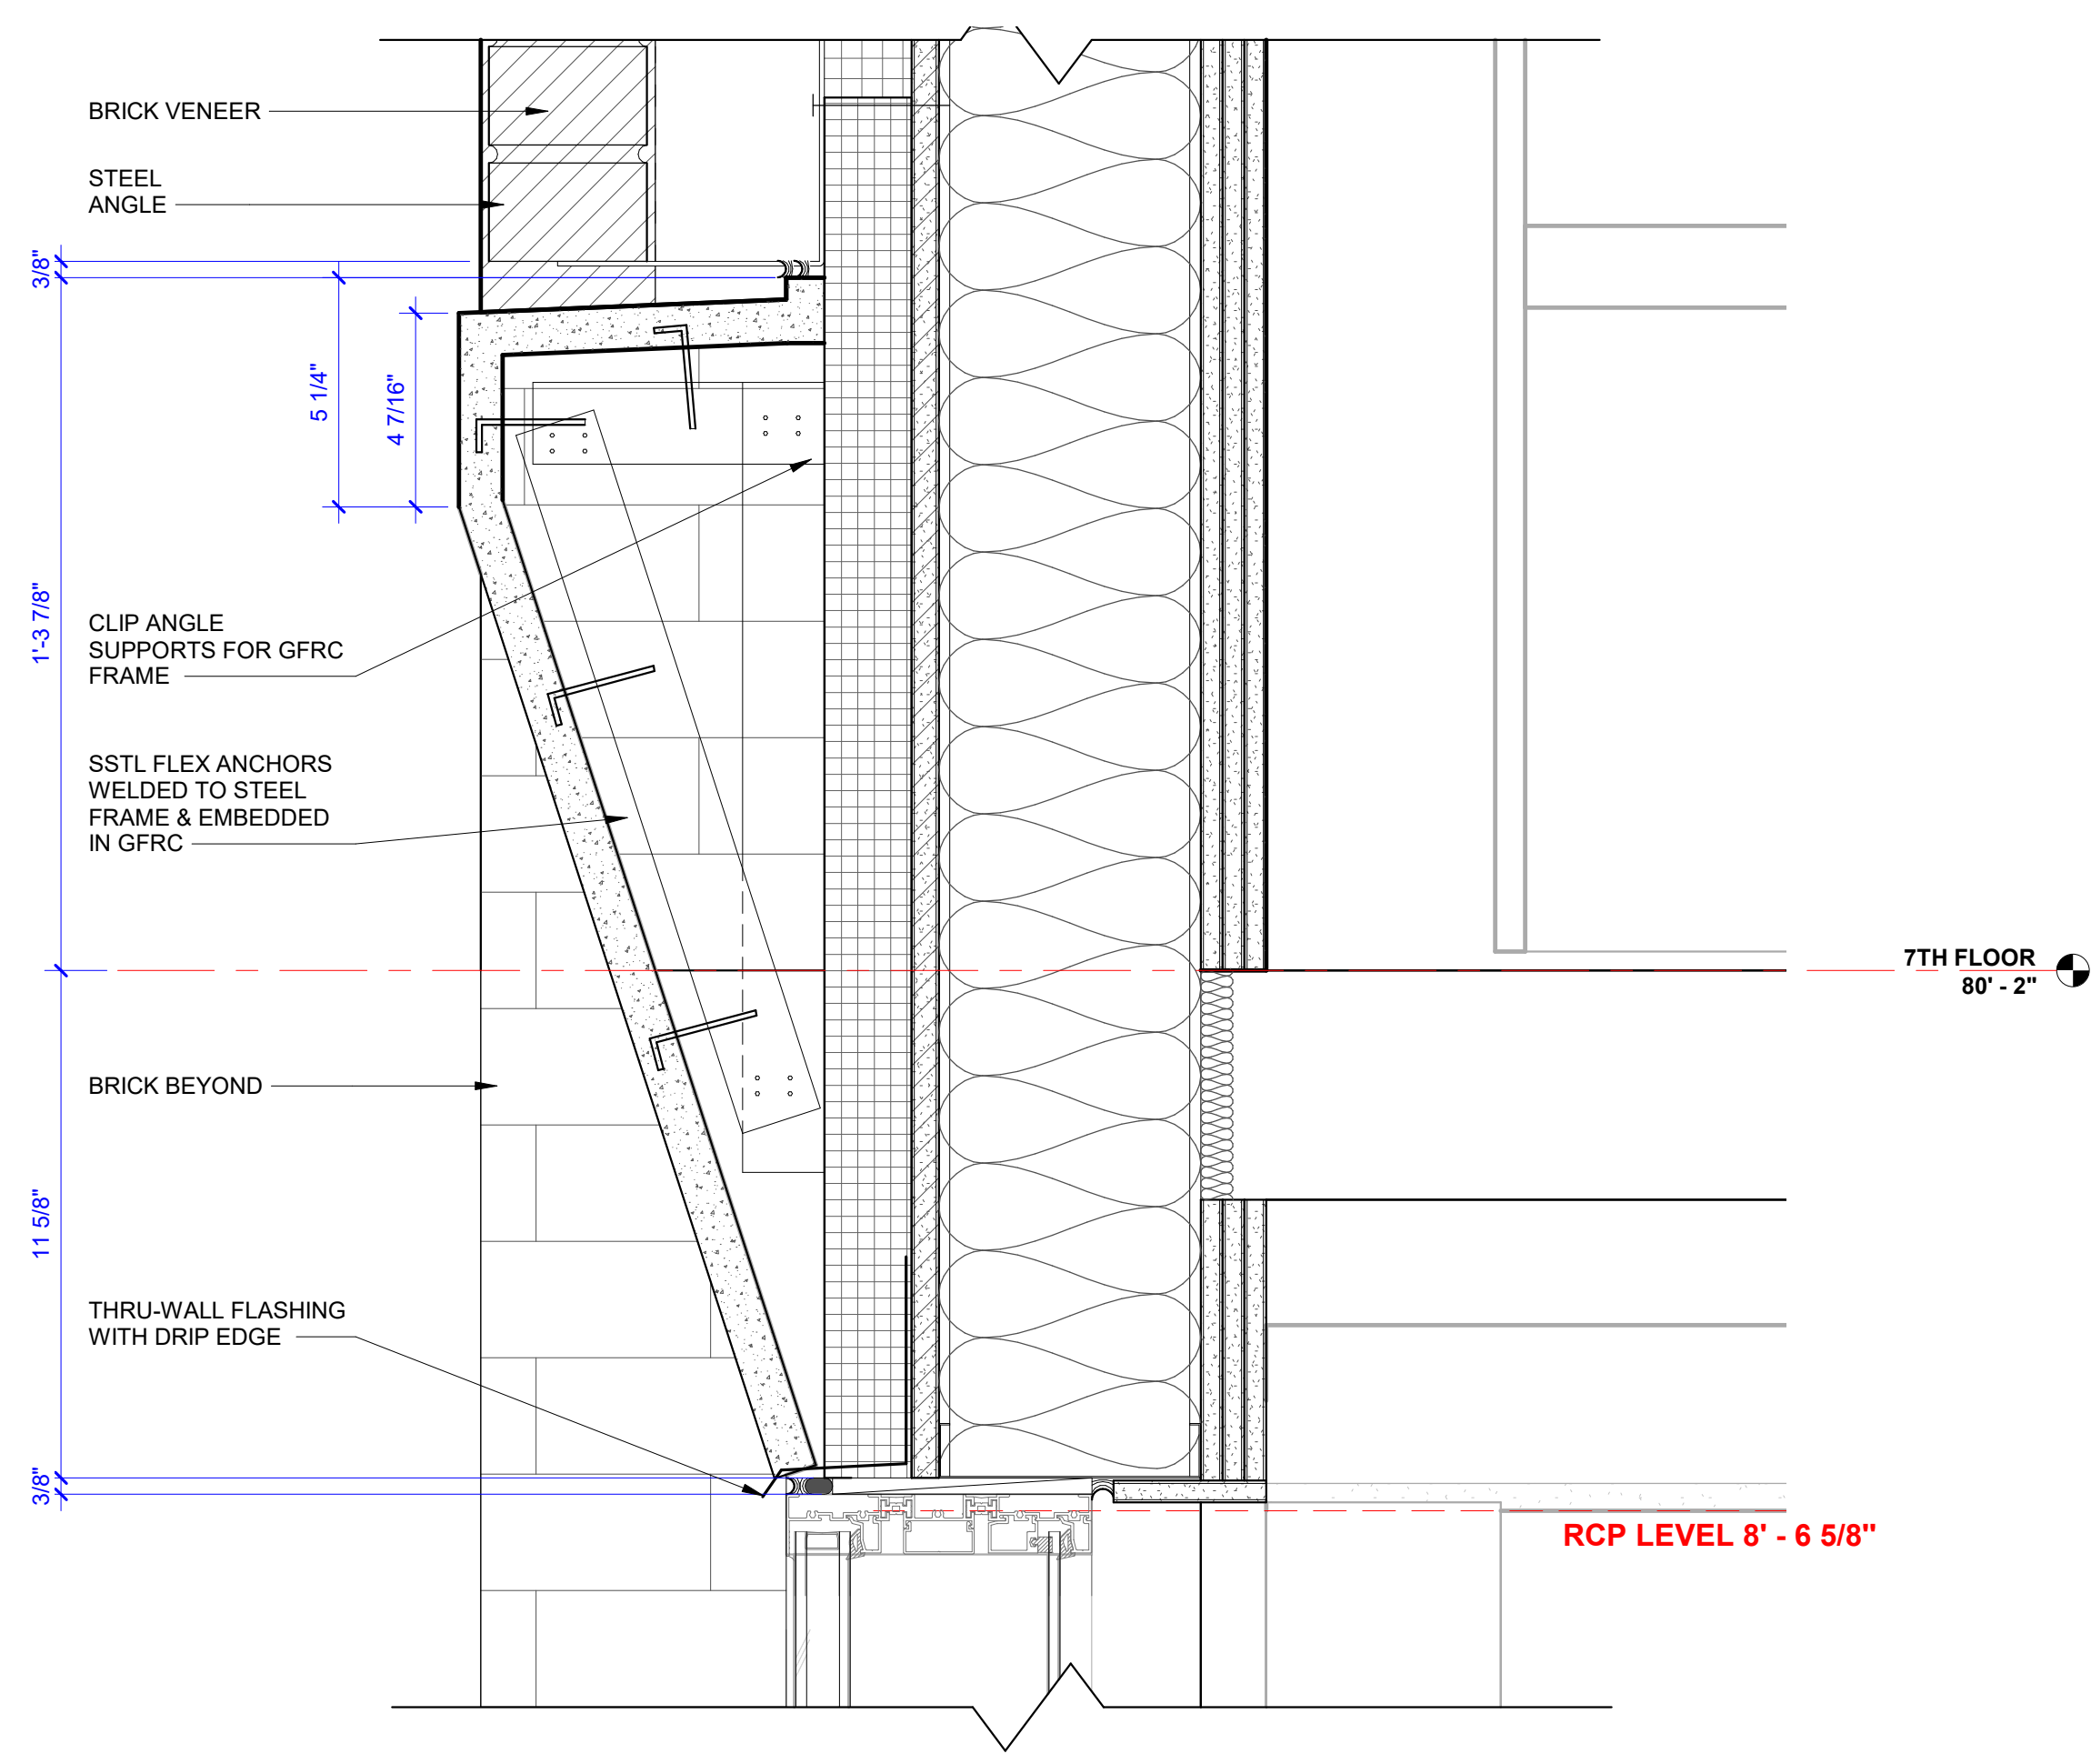 BRICK VENEER
STEEL
ANGLE
3/8"
5 1/4"
4 7/16"
1'-3 7/8"
CLIP ANGLE
SUPPORTS FOR GFRC
FRAME
SSTL FLEX ANCHORS
WELDED TO STEEL
FRAME & EMBEDDED
IN GFRC
7TH FLOOR
80' - 2"
BRICK BEYOND
11 5/8"
THRU-WALL FLASHING
WITH DRIP EDGE
3/8"
RCP LEVEL 8' - 6 5/8"